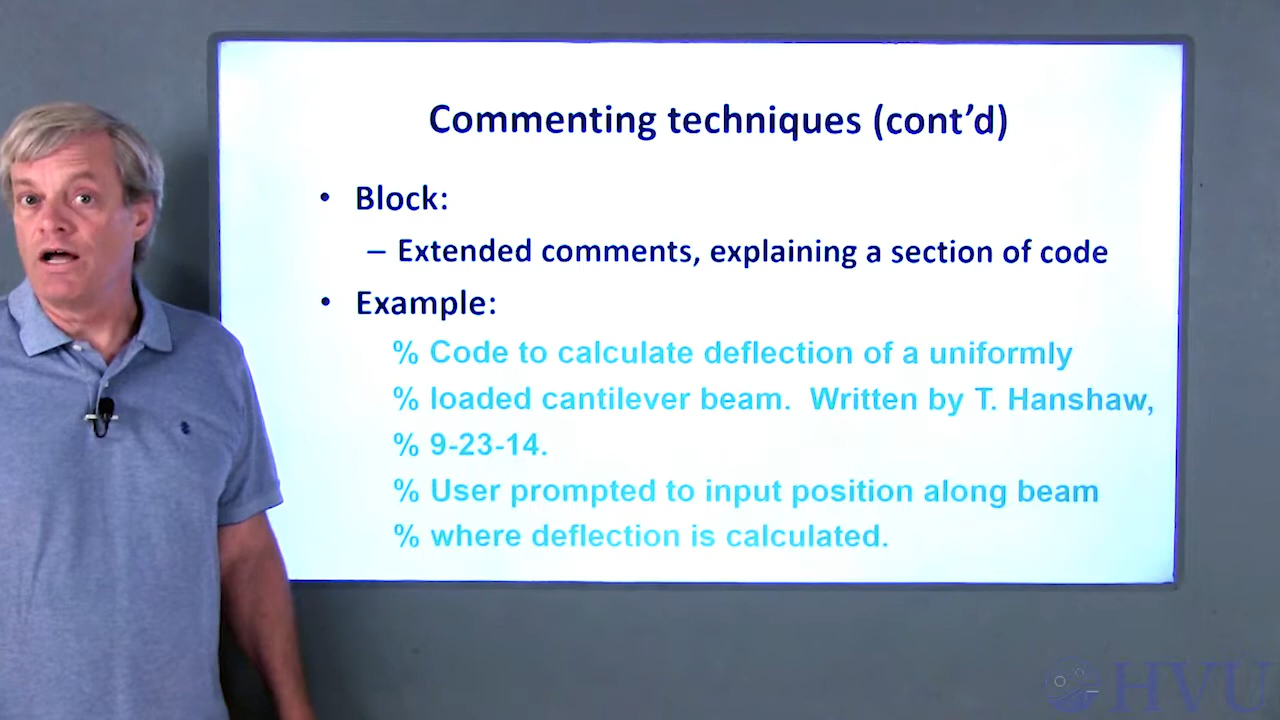 Commenting techniques (cont’d)
• Block:
– Extended comments, explaining a section of code
• Example:
% Code to calculate deflection of a uniformly
% loaded cantilever beam. Written by T. Hanshaw,
% 9-23-14.
% User prompted to input position along beam
% where deflection is calculated.
HVU